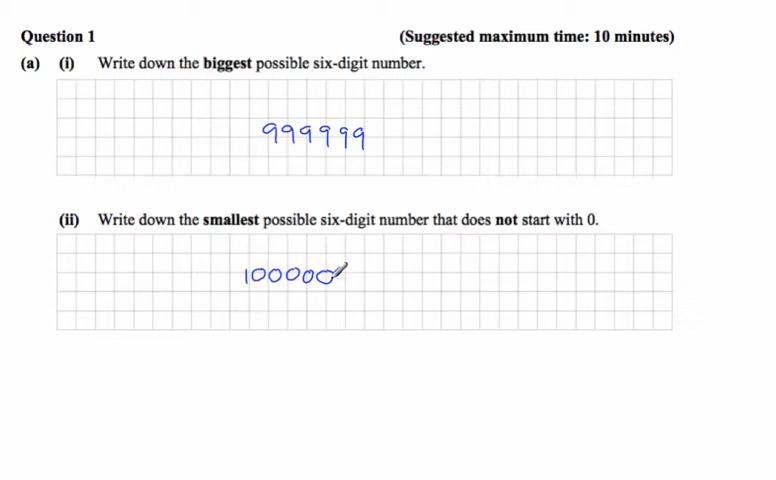 Question 1 (Suggested maximum time: 10 minutes)
(a) (i) Write down the biggest possible six-digit number.
999999
(ii) Write down the smallest possible six-digit number that does not start with 0.
100000